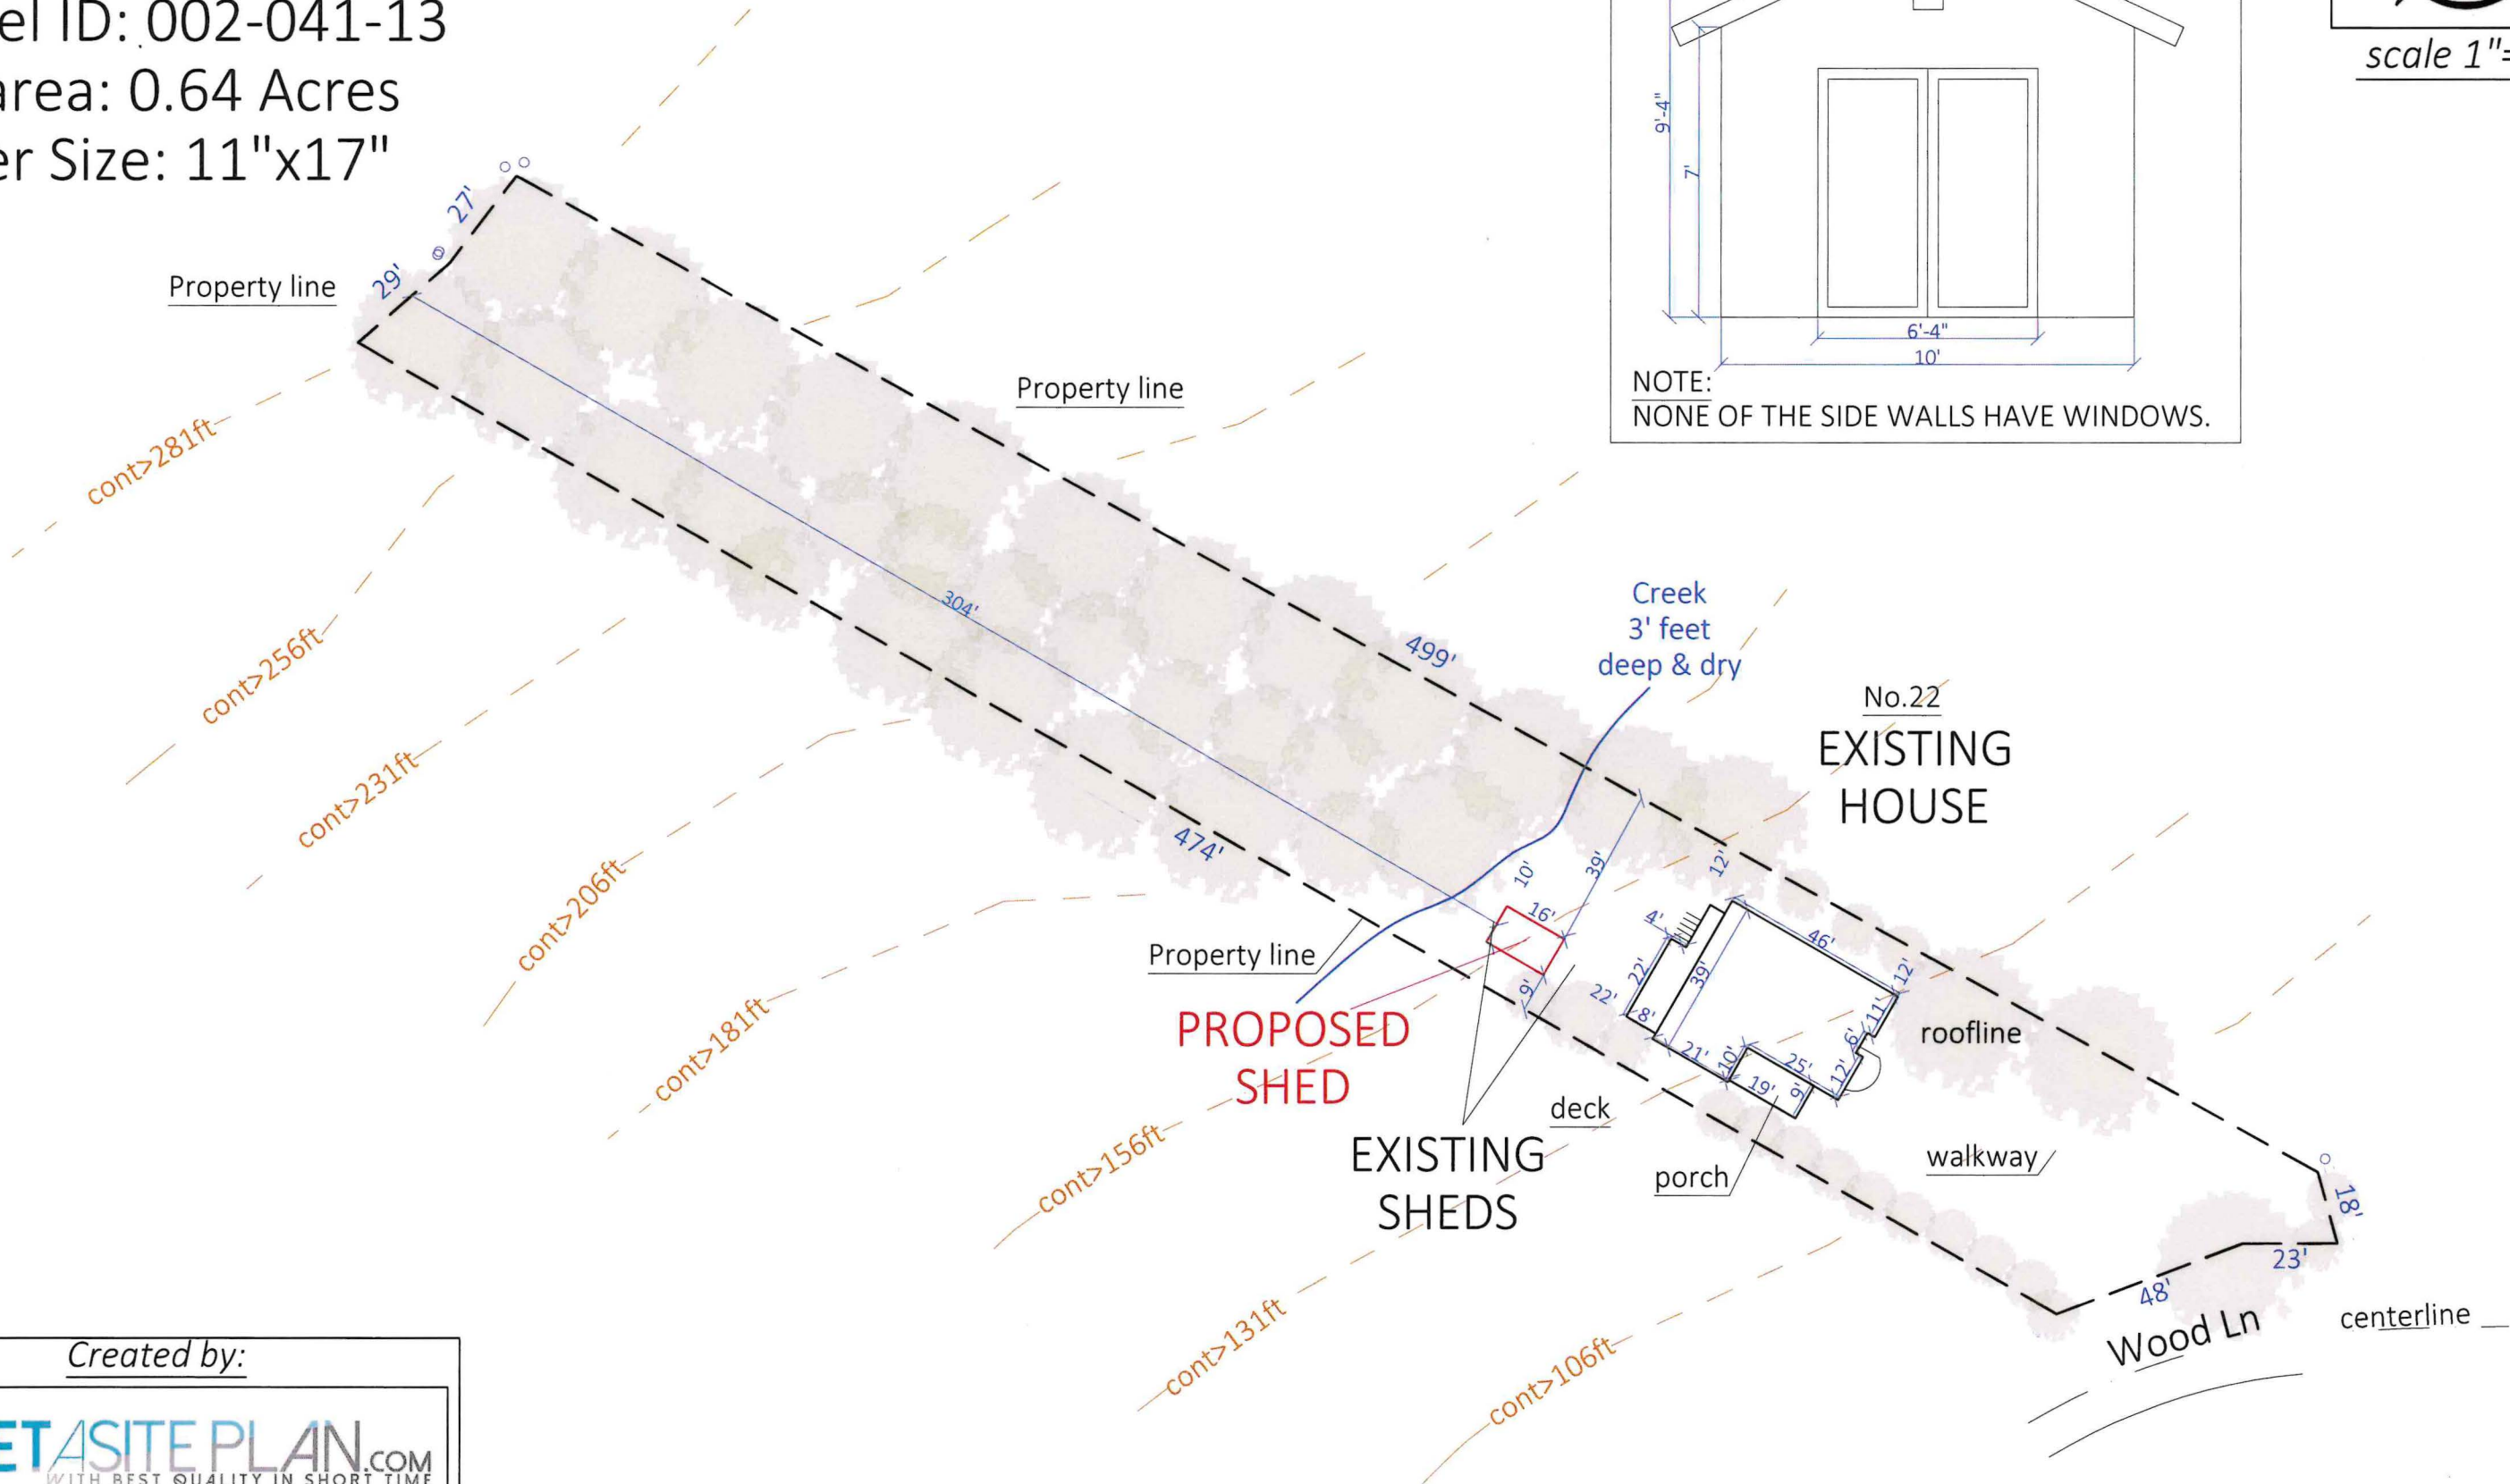 el ID: 002-041-13
area: 0.64 Acres
er Size: 11"x17"
scale 1"=
9'-4"
7'
6'-4"
10'
NOTE:
NONE OF THE SIDE WALLS HAVE WINDOWS.
27'
29'
Property line
Property line
cont>281ft
cont>256ft
cont>231ft
cont>206ft
cont>181ft
cont>156ft
cont>131ft
cont>106ft
304'
499'
474'
Creek
3' feet
deep & dry
No.22
EXISTING
HOUSE
10'
39'
12'
16'
4'
46'
Property line
9'
22'
22'
39'
8'
12'
11'
6'
21'
10'
25'
12'
19'
9'
roofline
PROPOSED
SHED
deck
EXISTING
SHEDS
porch
walkway
18'
23'
48'
Wood Ln
centerline
Created by:
ETASITEPLAN.COM
WITH BEST QUALITY IN SHORT TIME